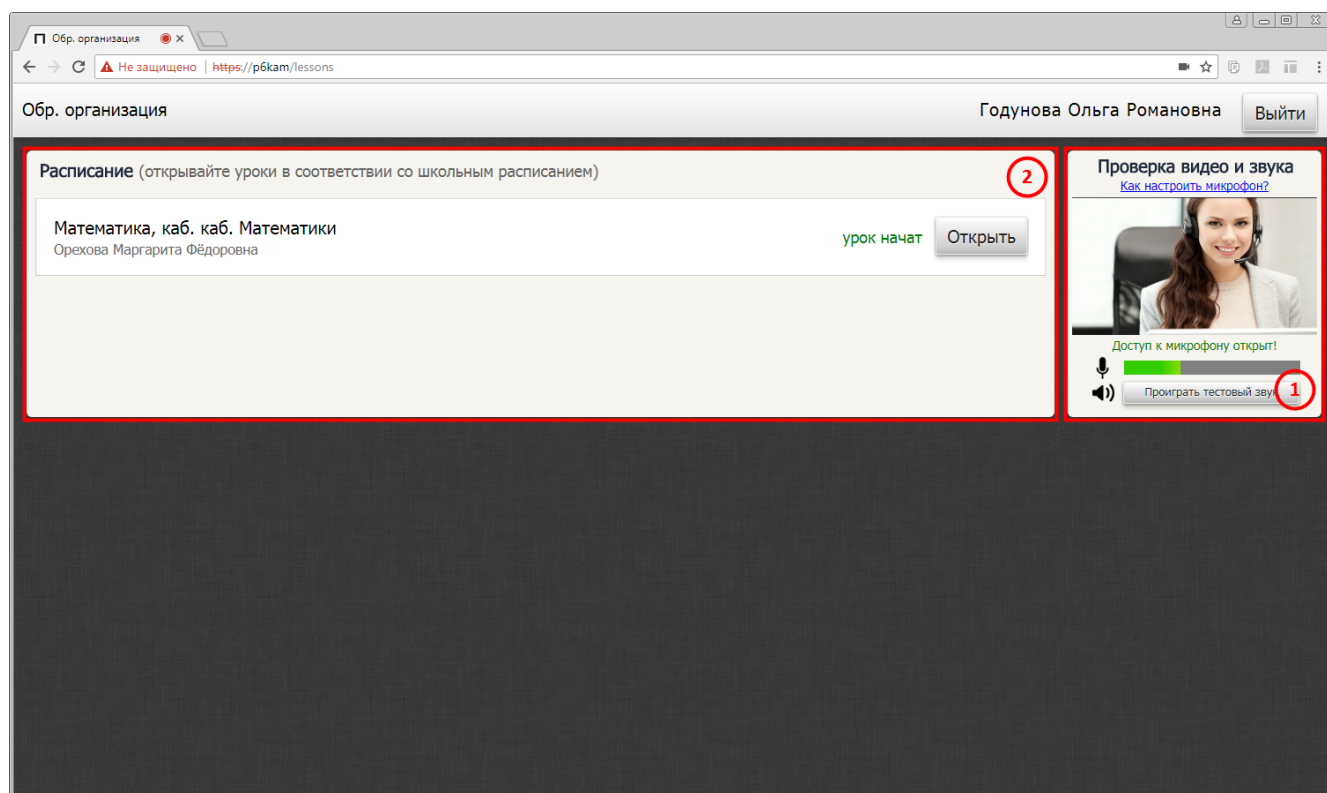 Обр. организация
Не защищено | https://p6kam/lessons
Обр. организация
Годунова Ольга Романовна
Выйти
Расписание (открывайте уроки в соответствии со школьным расписанием)
2
Математика, каб. каб. Математики
Орехова Маргарита Фёдоровна
урок начат
Открыть
Проверка видео и звука
Как настроить микрофон?
Доступ к микрофону открыт!
Проиграть тестовый зву
1